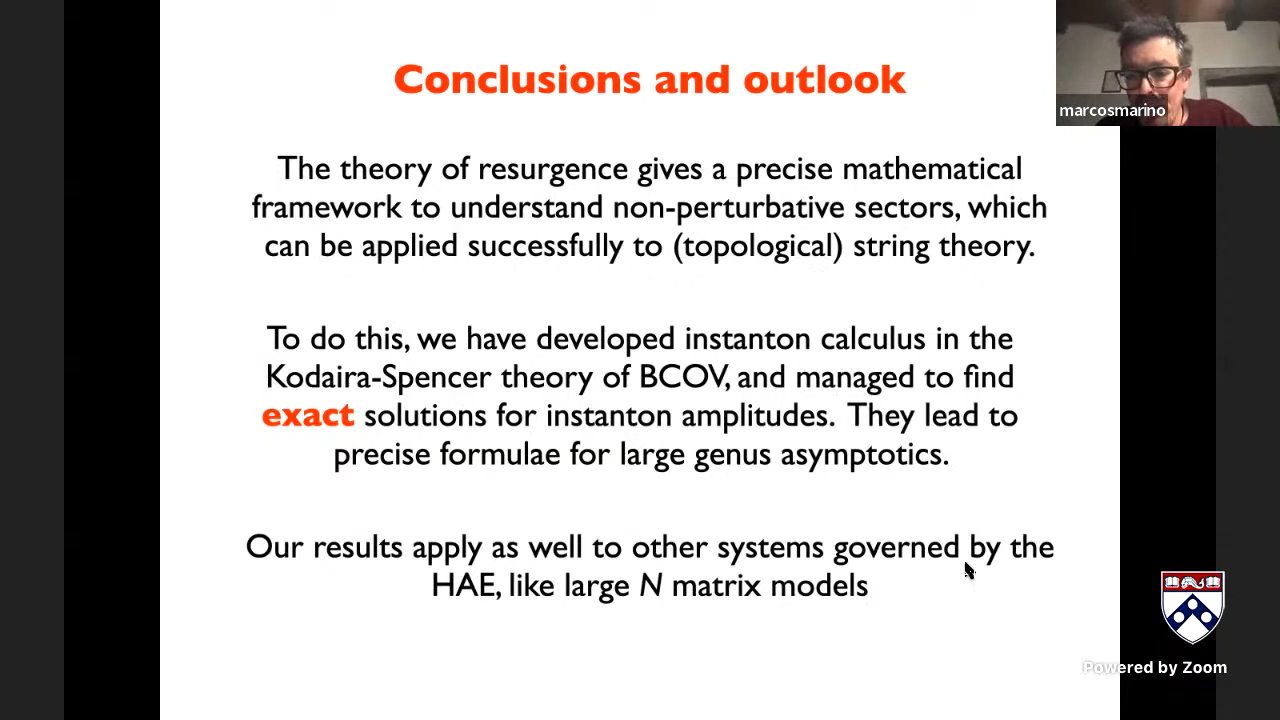 Conclusions and outlook
marcosmarino
The theory of resurgence gives a precise mathematical
framework to understand non-perturbative sectors, which
can be applied successfully to (topological) string theory.
To do this, we have developed instanton calculus in the
Kodaira-Spencer theory of BCOV, and managed to find
exact solutions for instanton amplitudes. They lead to
precise formulae for large genus asymptotics.
Our results apply as well to other systems governed by the
HAE, like large N matrix models
Powered by Zoom